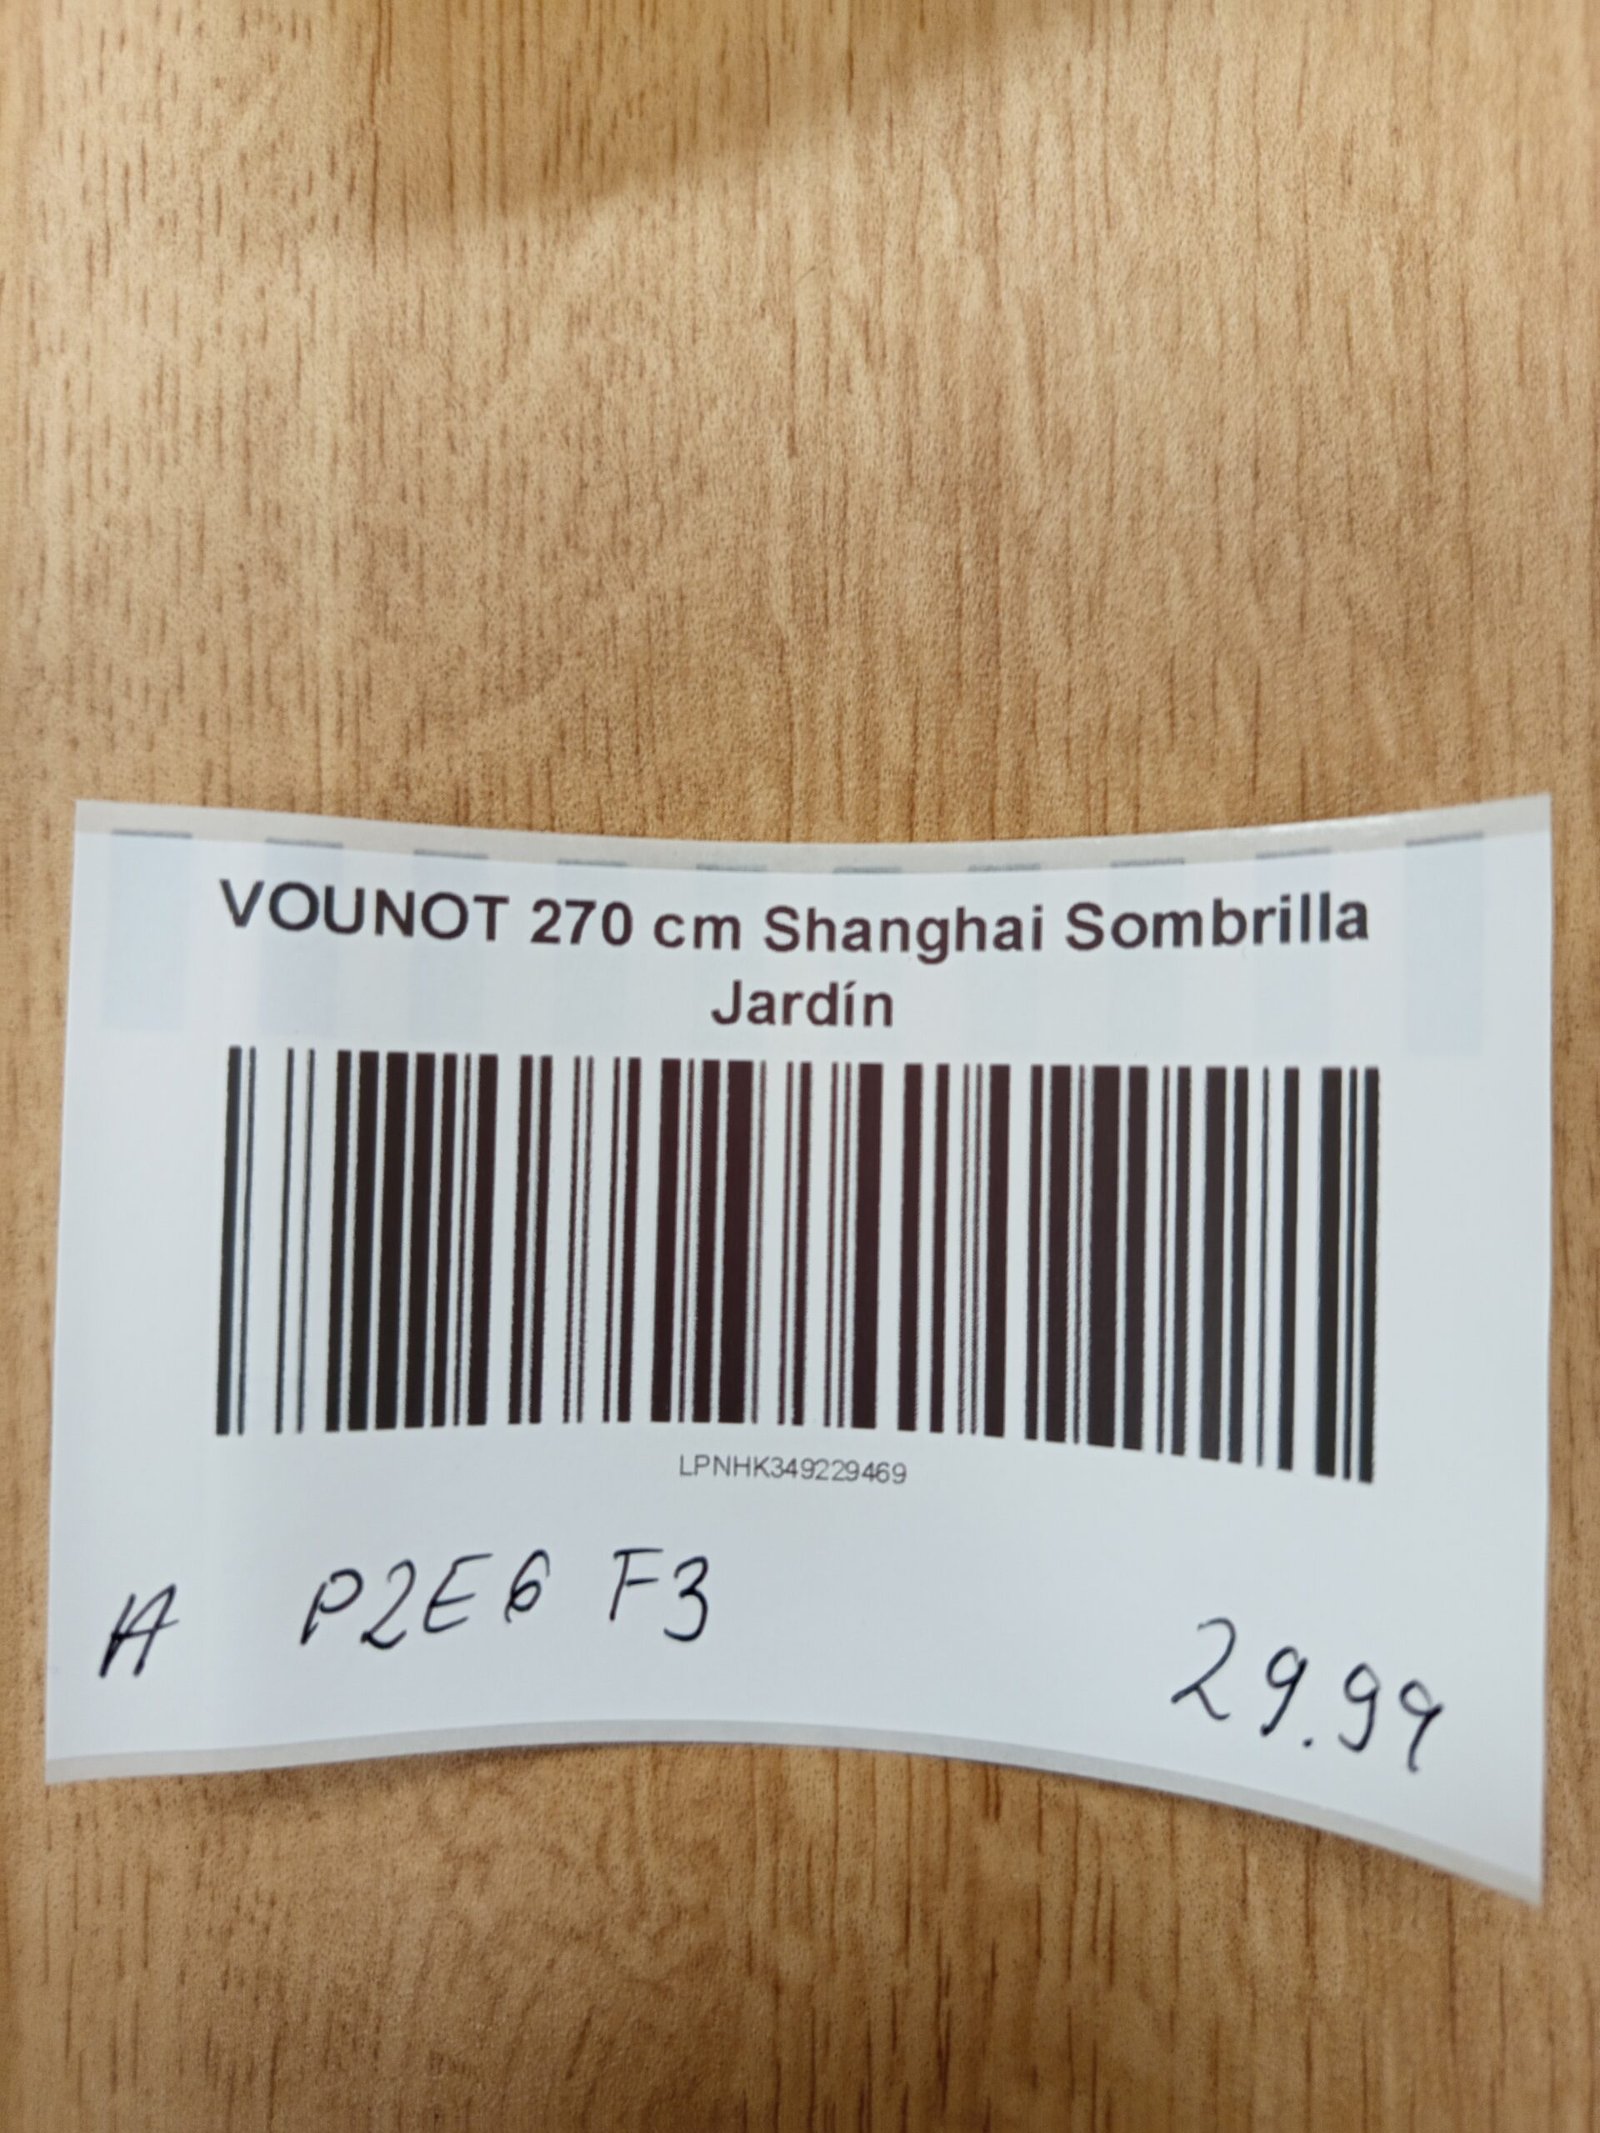 VOUNOT 270 cm Shanghai Sombrilla
Jardín
LPNHK349229469
A P2E6 F3
29.99